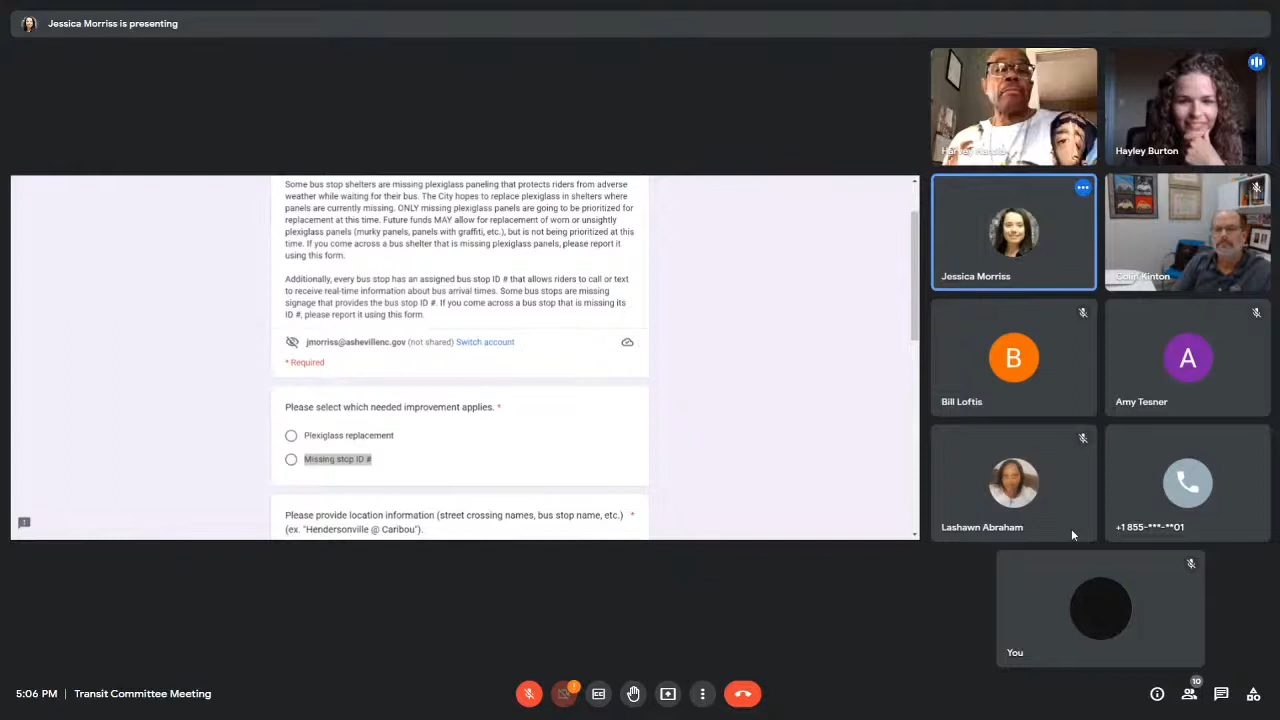 Jessica Morriss is presenting
Some bus stop shelters are missing plexiglass paneling that protects riders from adverse
weather while waiting for their bus. The City hopes to replace plexiglass in shelters where
panels are currently missing. ONLY missing plexiglass panels are going to be prioritized for
replacement at this time. Future funds MAY allow for replacement of worn or unsightly
plexiglass panels (murky panels, panels with graffiti, etc.), but is not being prioritized at this
time. If you come across a bus shelter that is missing plexiglass panels, please report it
using this form.
Additionally, every bus stop has an assigned bus stop ID # that allows riders to call or text
to receive real-time information about bus arrival times. Some bus stops are missing
signage that provides the bus stop ID #. If you come across a bus stop that is missing its
ID #, please report it using this form.
jmorriss@ashevillenc.gov (not shared) Switch account
* Required
Please select which needed improvement applies. *
Plexiglass replacement
Missing stop ID #
Please provide location information (street crossing names, bus stop name, etc.) *
(ex. "Hendersonville @ Caribou").
Hayley Burton
Jessica Morriss
Colin Kinton
B
Bill Loftis
A
Amy Tesner
Lashawn Abraham
+1 855-***-**01
You
5:06 PM | Transit Committee Meeting
10